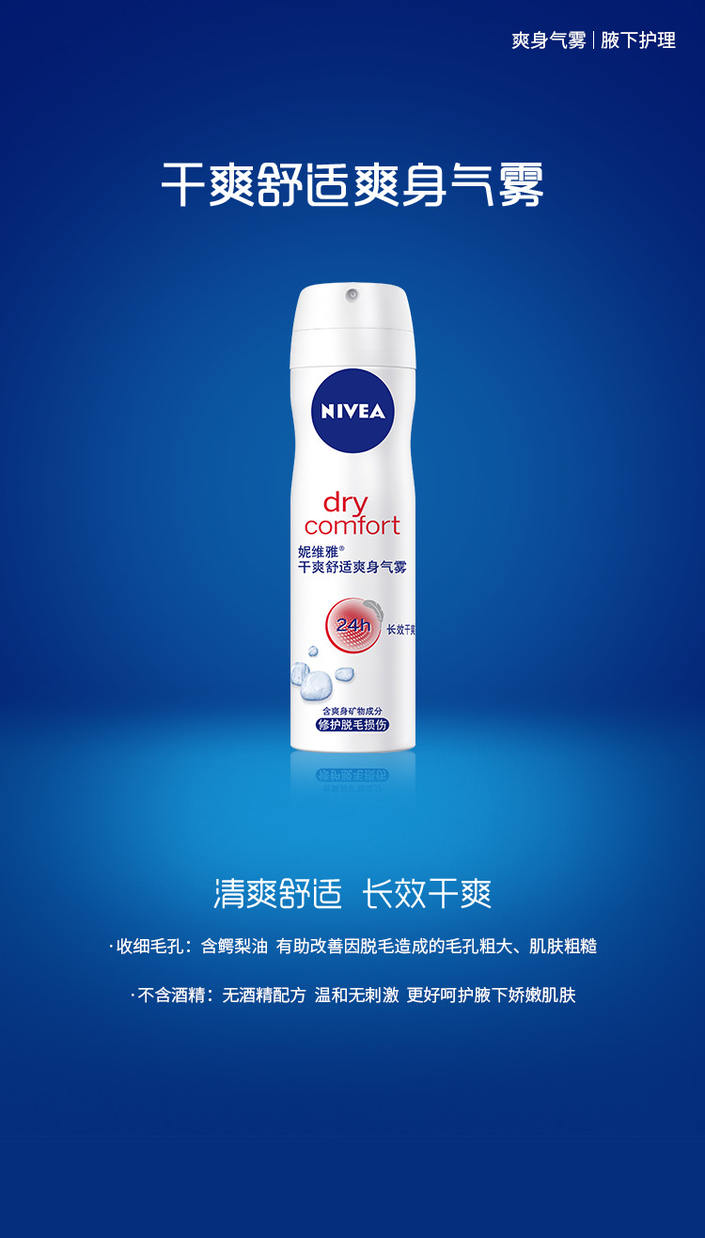 爽身气雾|腋下护理
干爽舒适爽身气雾
NIVEA
dry
comfort
妮维雅®
干爽舒适爽身气雾
24h
长效干爽
含爽身矿物成分
修护脱毛损伤
清爽舒适 长效干爽
·收细毛孔：含鳄梨油 有助改善因脱毛造成的毛孔粗大、肌肤粗糙
·不含酒精：无酒精配方 温和无刺激 更好呵护腋下娇嫩肌肤